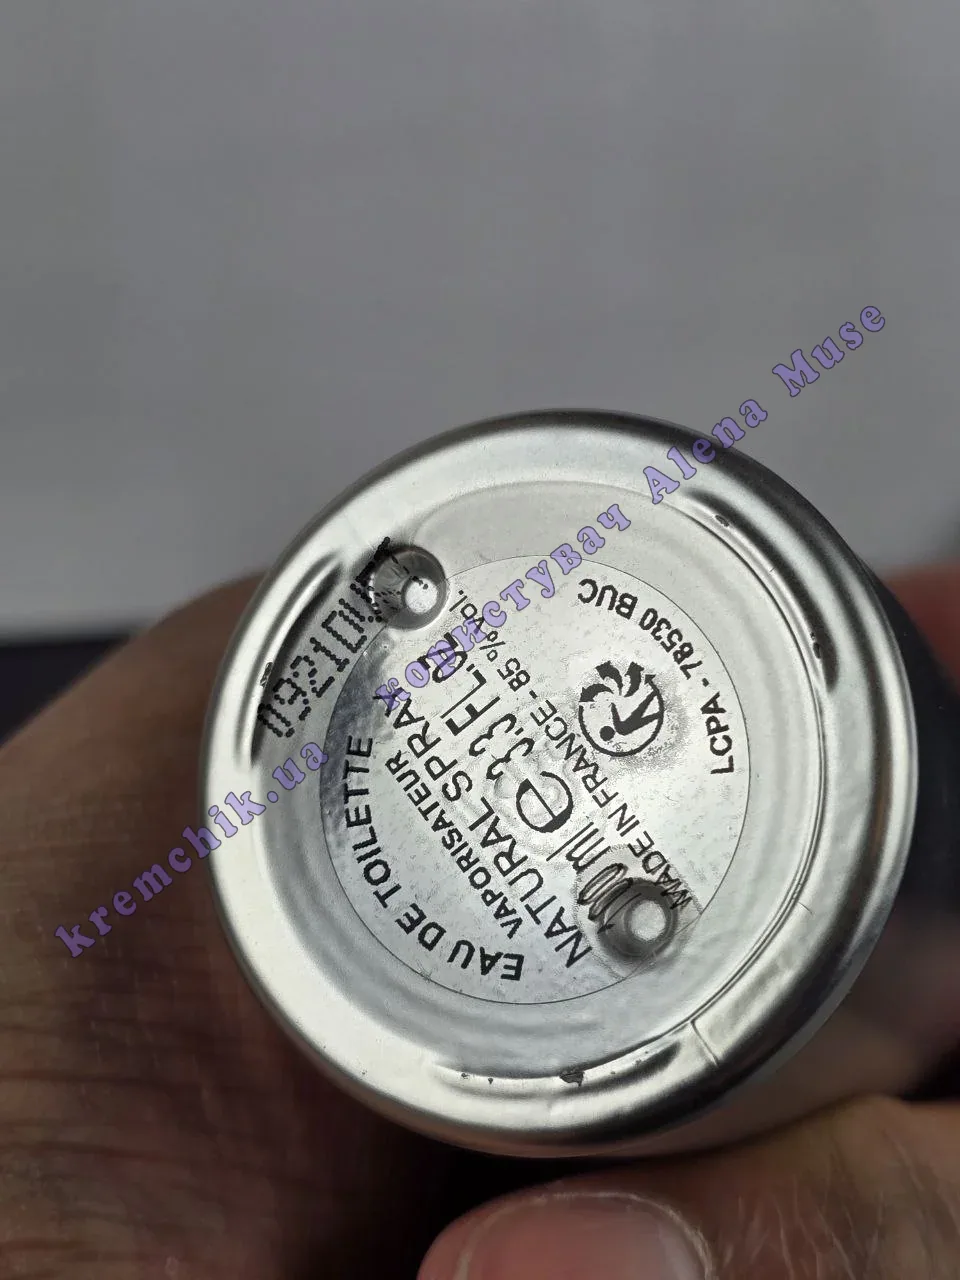 EAU DE TOILETTE
VAPORISATEUR
NATURAL SPRAY
100 ml e 3.3 FL.OZ.
MADE IN FRANCE - 85 % Vol.
LCPA - 78530 BUC
kremchik.ua користувач Alena Muse